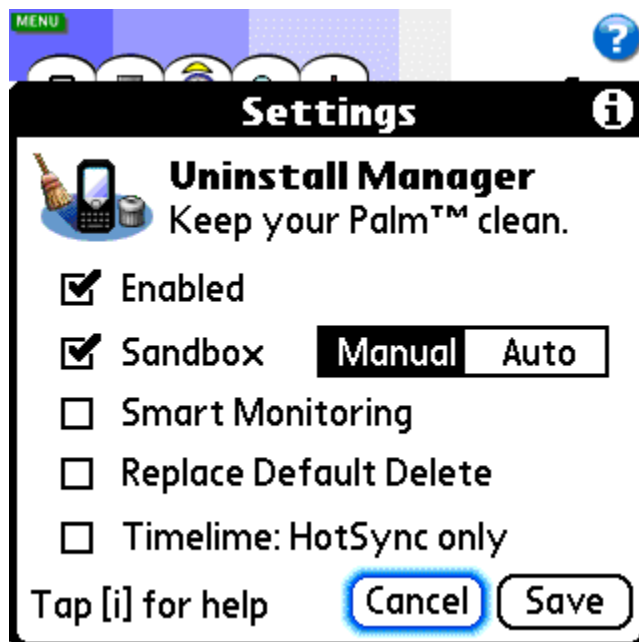 MENU
?
Settings
i
Uninstall Manager
Keep your Palm™ clean.
Enabled
Sandbox Manual Auto
Smart Monitoring
Replace Default Delete
Timelime: HotSync only
Tap [i] for help Cancel Save